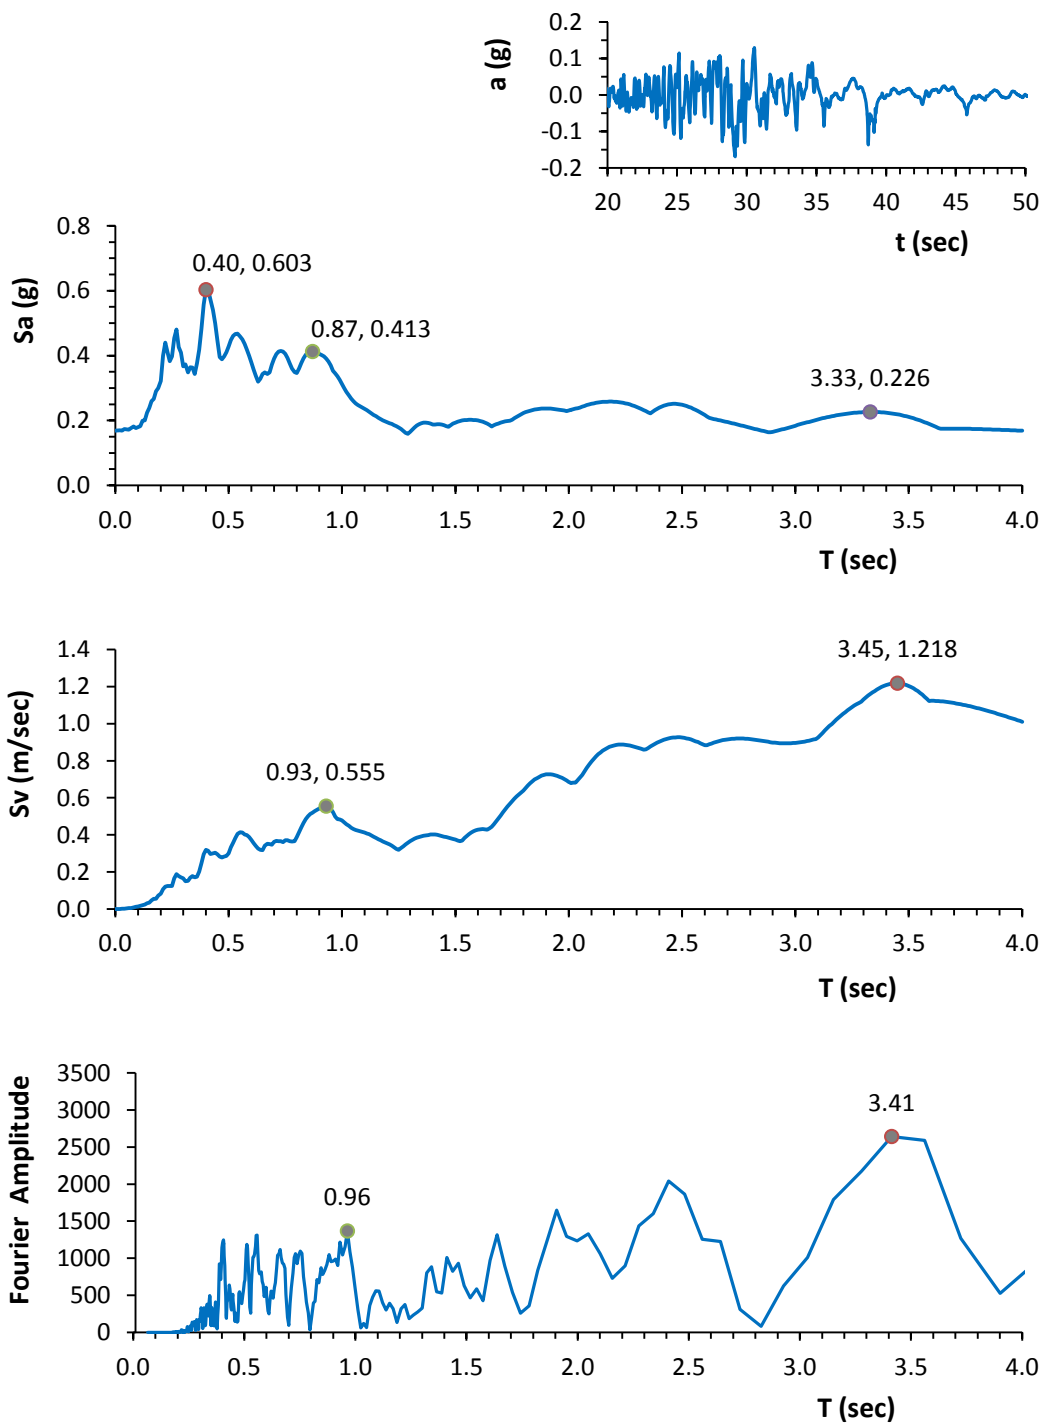 a (g)
0.2
0.1
0.0
-0.1
-0.2
20 25 30 35 40 45 50
t (sec)
Sa (g)
0.8
0.6
0.4
0.2
0.0
0.40, 0.603
0.87, 0.413
3.33, 0.226
0.0 0.5 1.0 1.5 2.0 2.5 3.0 3.5 4.0
T (sec)
Sv (m/sec)
1.4
1.2
1.0
0.8
0.6
0.4
0.2
0.0
3.45, 1.218
0.93, 0.555
0.0 0.5 1.0 1.5 2.0 2.5 3.0 3.5 4.0
T (sec)
Fourier Amplitude
3500
3000
2500
2000
1500
1000
500
0
3.41
0.96
0.0 0.5 1.0 1.5 2.0 2.5 3.0 3.5 4.0
T (sec)